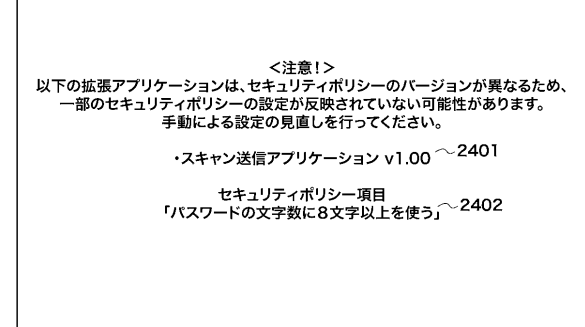 ＜注意！＞
以下の拡張アプリケーションは、セキュリティポリシーのバージョンが異なるため、
一部のセキュリティポリシーの設定が反映されていない可能性があります。
手動による設定の見直しを行ってください。
・スキャン送信アプリケーション v1.00 2401
セキュリティポリシー項目
「パスワードの文字数に８文字以上を使う」 2402